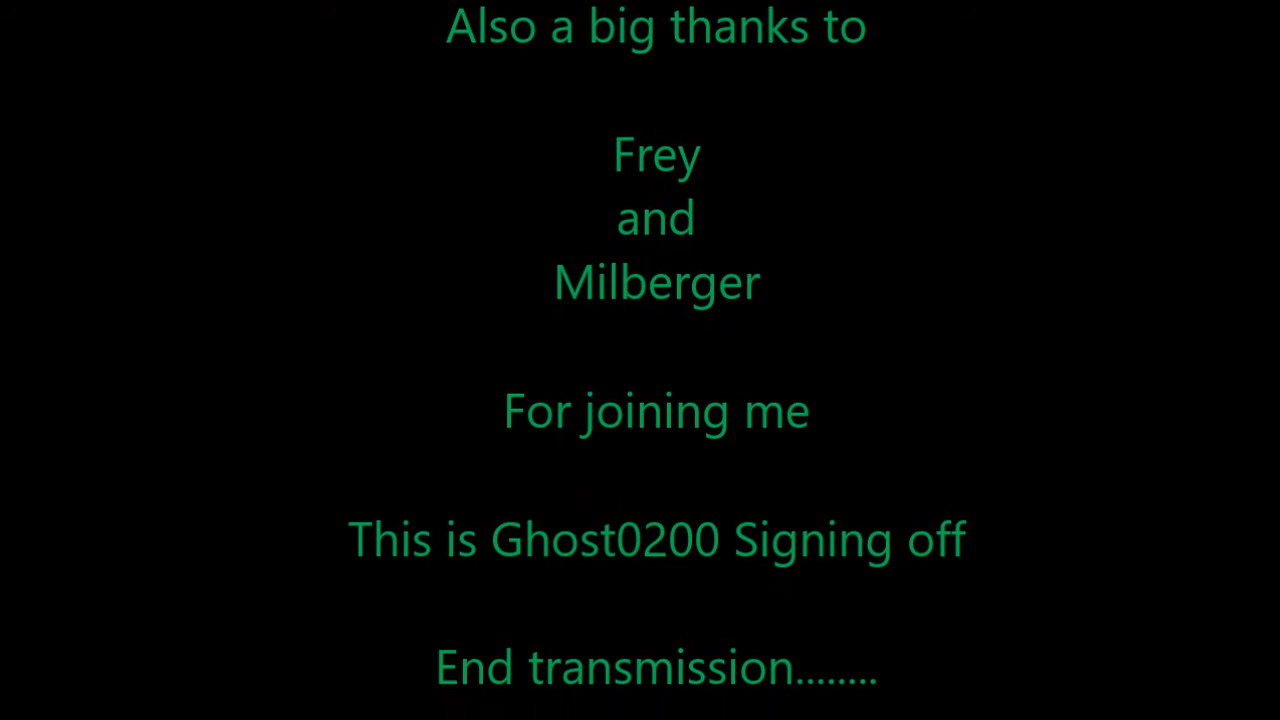 Also a big thanks to
Frey
and
Milberger
For joining me
This is Ghost0200 Signing off
End transmission........